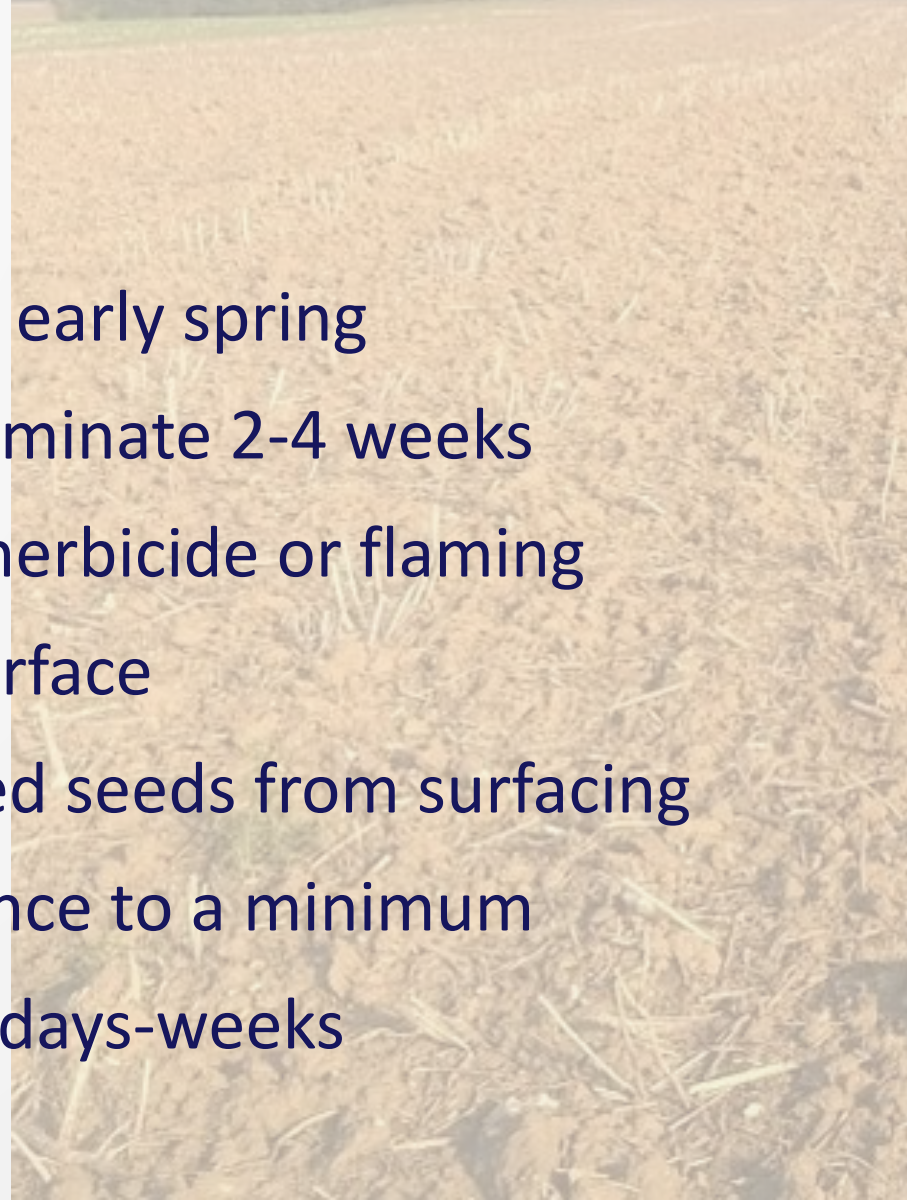 early spring
minate 2-4 weeks
herbicide or flaming
rface
ed seeds from surfacing
nce to a minimum
days-weeks